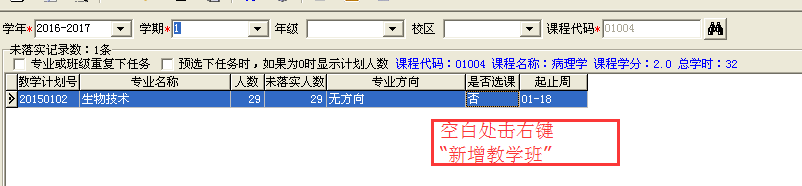 学年*2016-2017 学期*1 年级 校区 课程代码*01004
未落实记录数：1条
专业或班级重复下任务 预选下任务时，如果为0时显示计划人数 课程代码：01004 课程名称：病理学 课程学分：2.0 总学时：32
教学计划号 专业名称 人数 未落实人数 专业方向 是否选课 起止周
20150102 生物技术 29 29 无方向 否 01-18
空白处击右键
“新增教学班”